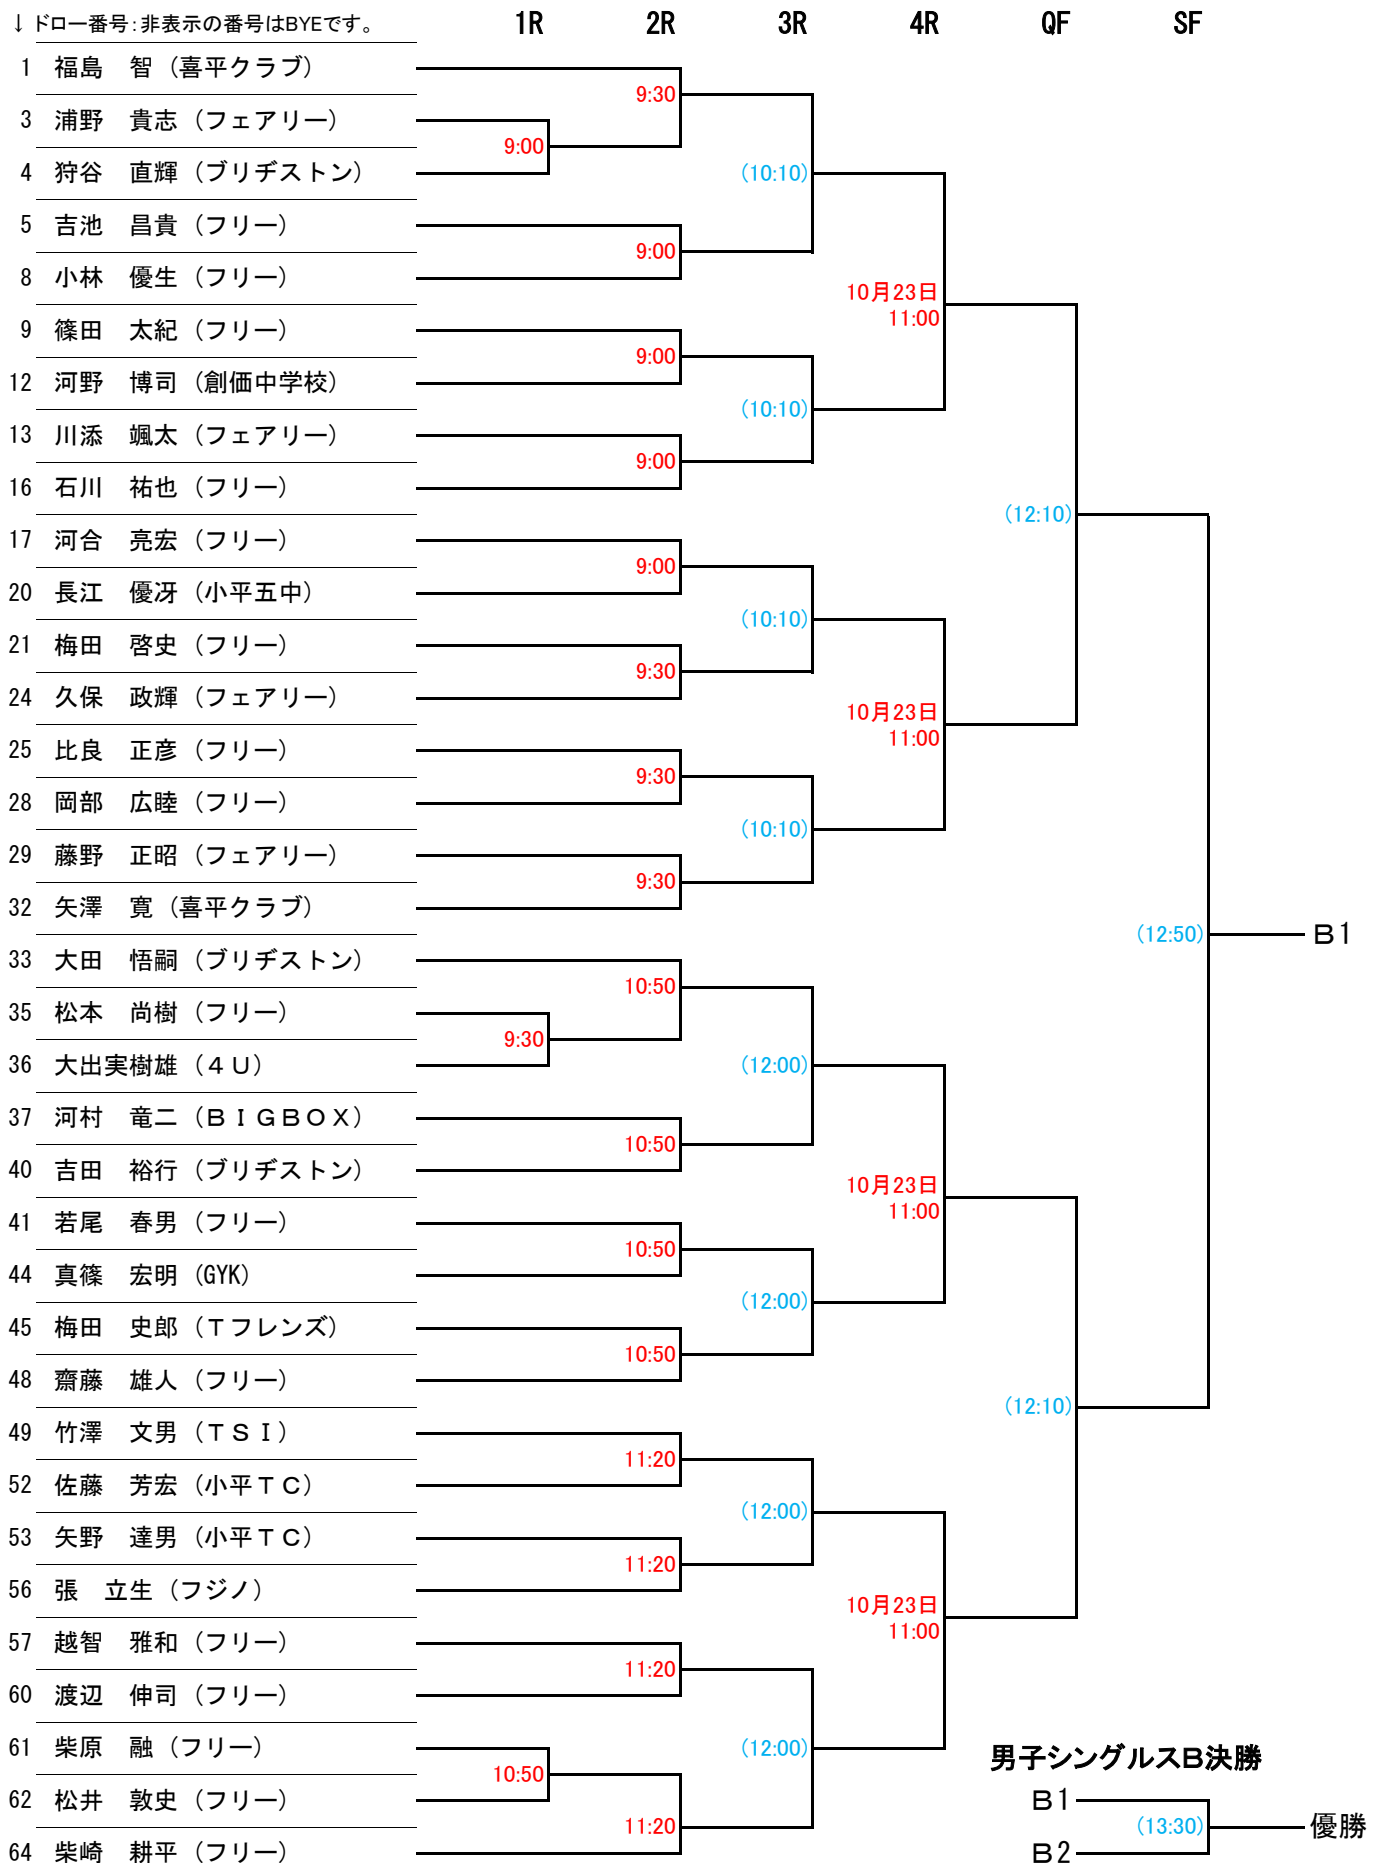 ↓ドロー番号：非表示の番号はBYEです。 1R 2R 3R 4R QF SF
1 福島　智（喜平クラブ）
9:30
3 浦野　貴志（フェアリー）
9:00
4 狩谷　直輝（ブリヂストン）
(10:10)
5 吉池　昌貴（フリー）
9:00
8 小林　優生（フリー）
10月23日
11:00
9 篠田　太紀（フリー）
9:00
12 河野　博司（創価中学校）
(10:10)
13 川添　颯太（フェアリー）
9:00
16 石川　祐也（フリー）
(12:10)
17 河合　亮宏（フリー）
9:00
20 長江　優冴（小平五中）
(10:10)
21 梅田　啓史（フリー）
9:30
24 久保　政輝（フェアリー）
10月23日
11:00
25 比良　正彦（フリー）
9:30
28 岡部　広睦（フリー）
(10:10)
29 藤野　正昭（フェアリー）
9:30
32 矢澤　寛（喜平クラブ）
(12:50) B1
33 大田　悟嗣（ブリヂストン）
10:50
35 松本　尚樹（フリー）
9:30
36 大出実樹雄（４Ｕ）
(12:00)
37 河村　竜二（ＢＩＧＢＯＸ）
10:50
40 吉田　裕行（ブリヂストン）
10月23日
11:00
41 若尾　春男（フリー）
10:50
44 真篠　宏明（GYK）
(12:00)
45 梅田　史郎（Ｔフレンズ）
10:50
48 齋藤　雄人（フリー）
(12:10)
49 竹澤　文男（ＴＳＩ）
11:20
52 佐藤　芳宏（小平ＴＣ）
(12:00)
53 矢野　達男（小平ＴＣ）
11:20
56 張　立生（フジノ）
10月23日
11:00
57 越智　雅和（フリー）
11:20
60 渡辺　伸司（フリー）
61 柴原　融（フリー）
(12:00)
男子シングルスB決勝
10:50
62 松井　敦史（フリー）
B1
11:20
(13:30) 優勝
64 柴崎　耕平（フリー）
B2